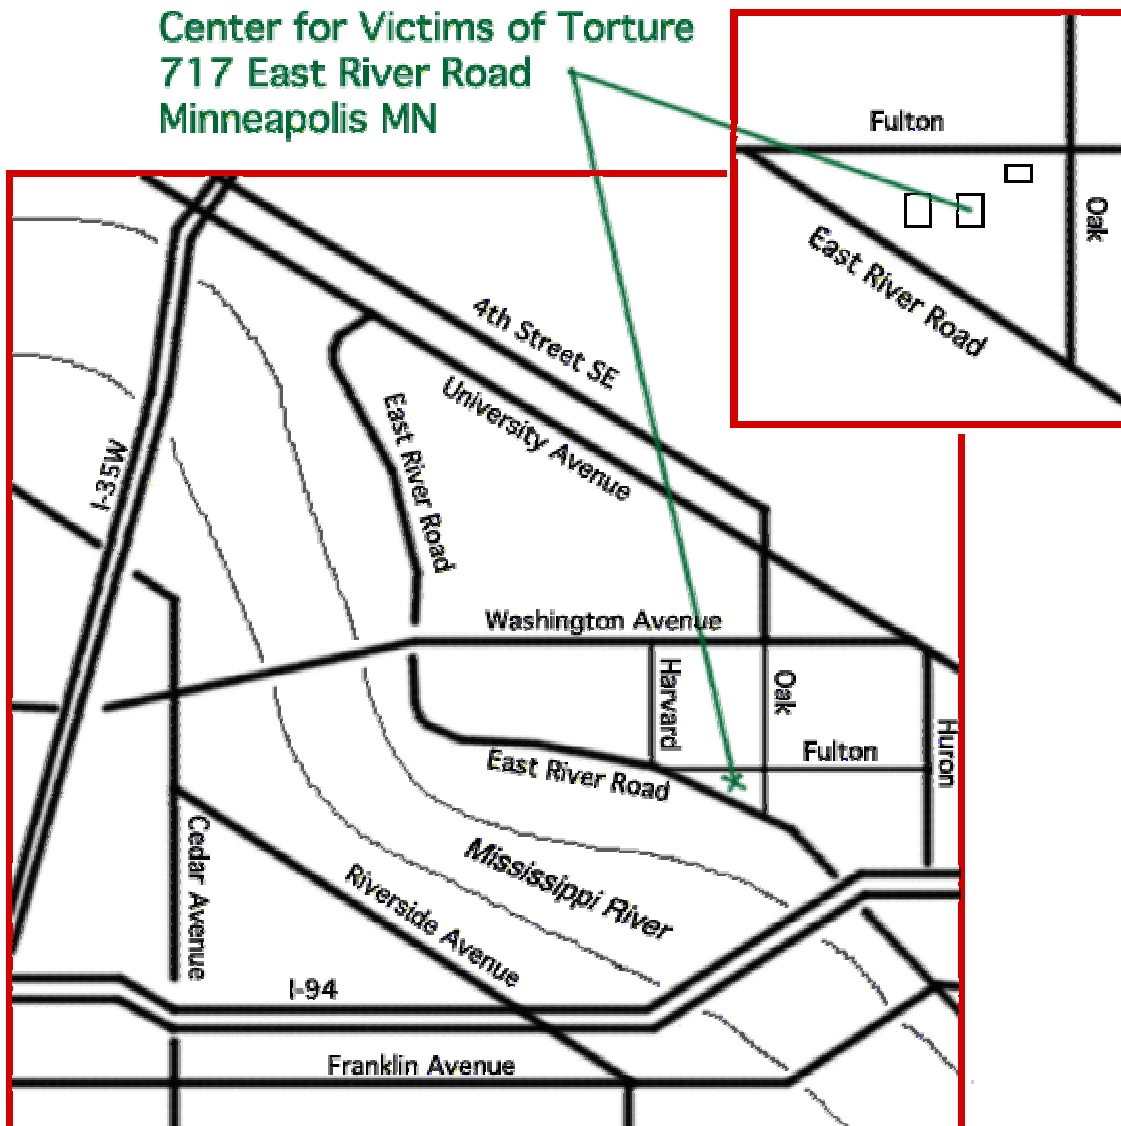 Center for Victims of Torture
717 East River Road
Minneapolis MN
Fulton
Oak
East River Road
4th Street SE
University Avenue
East River Road
I-35W
Washington Avenue
Harvard
Oak
Fulton
Huron
East River Road
Mississippi River
Cedar Avenue
Riverside Avenue
I-94
Franklin Avenue